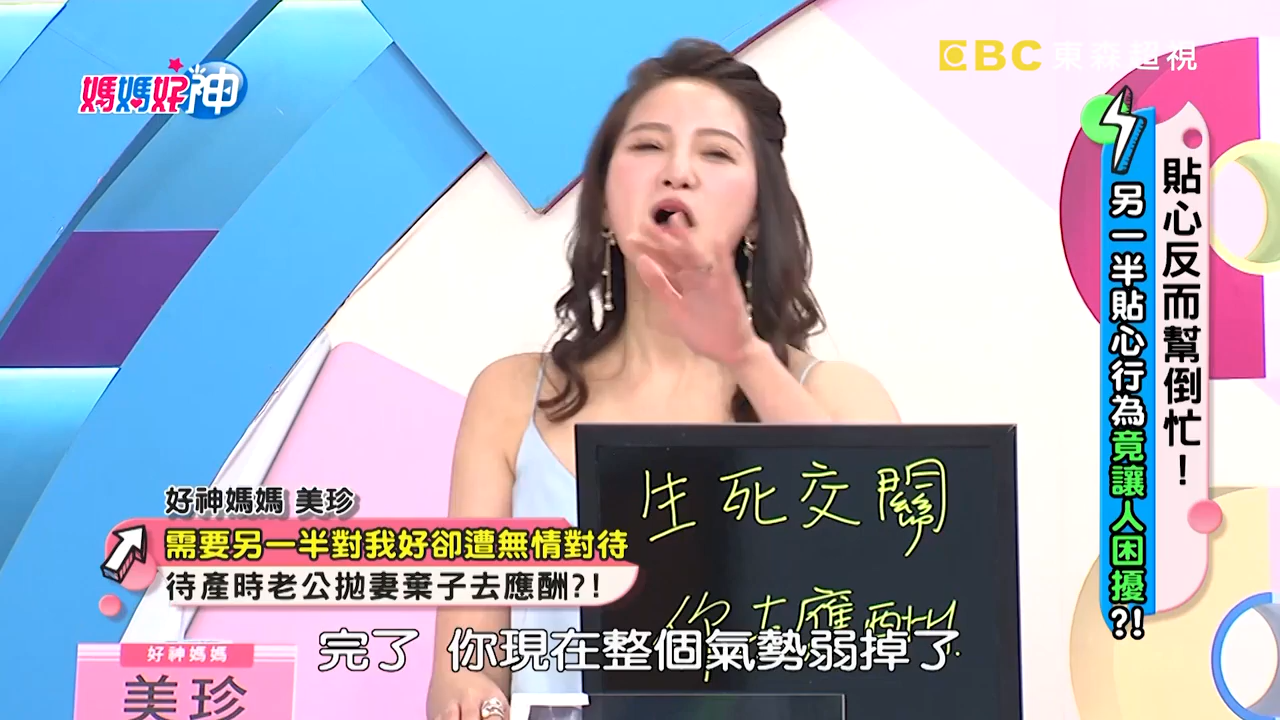 媽媽好神
EBC 東森超視
貼心反而幫倒忙！
另一半貼心行為竟讓人困擾?!
生死交關
你去應酬
好神媽媽 美珍
需要另一半對我好卻遭無情對待
待產時老公拋妻棄子去應酬?!
完了 你現在整個氣勢弱掉了
好神媽媽
美珍